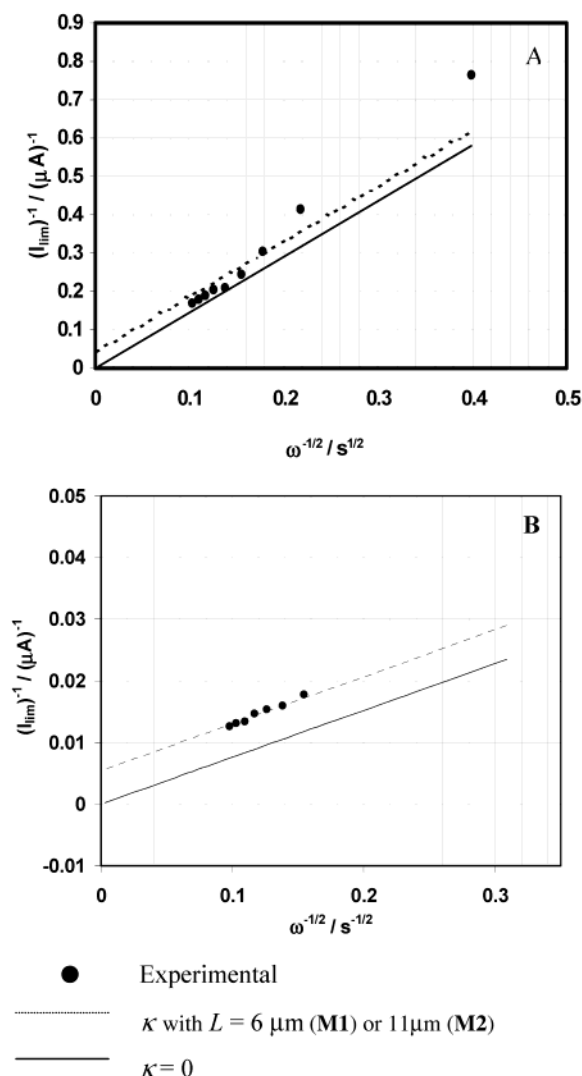 A
0.9
0.8
0.7
0.6
0.5
0.4
0.3
0.2
0.1
0
(I_lim)⁻¹ / (μ A)⁻¹
0 0.1 0.2 0.3 0.4 0.5
ω⁻¹/² / s¹/²
B
0.05
0.04
0.03
0.02
0.01
0
-0.01
(I_lim)⁻¹ / (μA)⁻¹
0 0.1 0.2 0.3
ω⁻¹/² / s⁻¹/²
Experimental
κ with L = 6 μm (M1) or 11μm (M2)
κ = 0